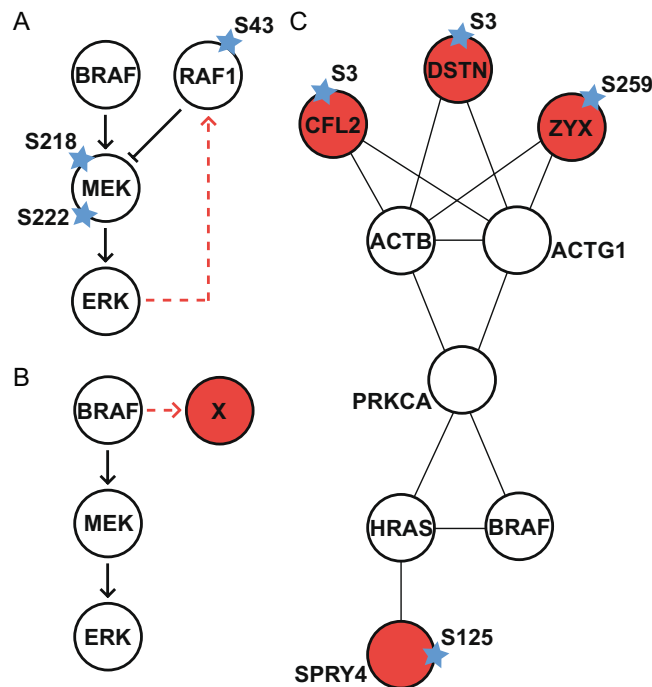 A
S43
BRAF
RAF1
S218
MEK
S222
ERK
B
BRAF
X
MEK
ERK
C
S3
DSTN
S3
CFL2
S259
ZYX
ACTB
ACTG1
PRKCA
HRAS
BRAF
S125
SPRY4